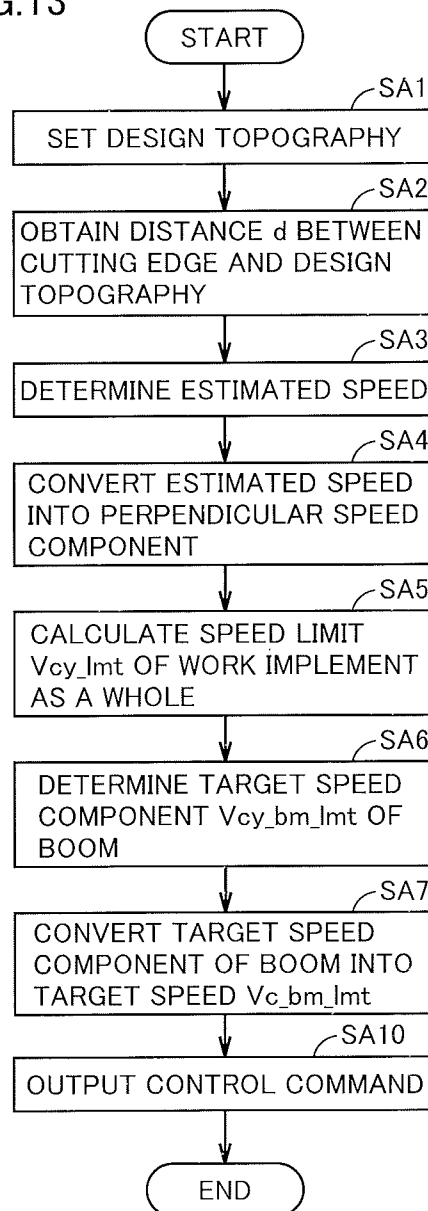 G.13
START
SA1
SET DESIGN TOPOGRAPHY
SA2
OBTAIN DISTANCE d BETWEEN
CUTTING EDGE AND DESIGN
TOPOGRAPHY
SA3
DETERMINE ESTIMATED SPEED
SA4
CONVERT ESTIMATED SPEED
INTO PERPENDICULAR SPEED
COMPONENT
SA5
CALCULATE SPEED LIMIT
Vcy_lmt OF WORK IMPLEMENT
AS A WHOLE
SA6
DETERMINE TARGET SPEED
COMPONENT Vcy_bm_lmt OF
BOOM
SA7
CONVERT TARGET SPEED
COMPONENT OF BOOM INTO
TARGET SPEED Vc_bm_lmt
SA10
OUTPUT CONTROL COMMAND
END